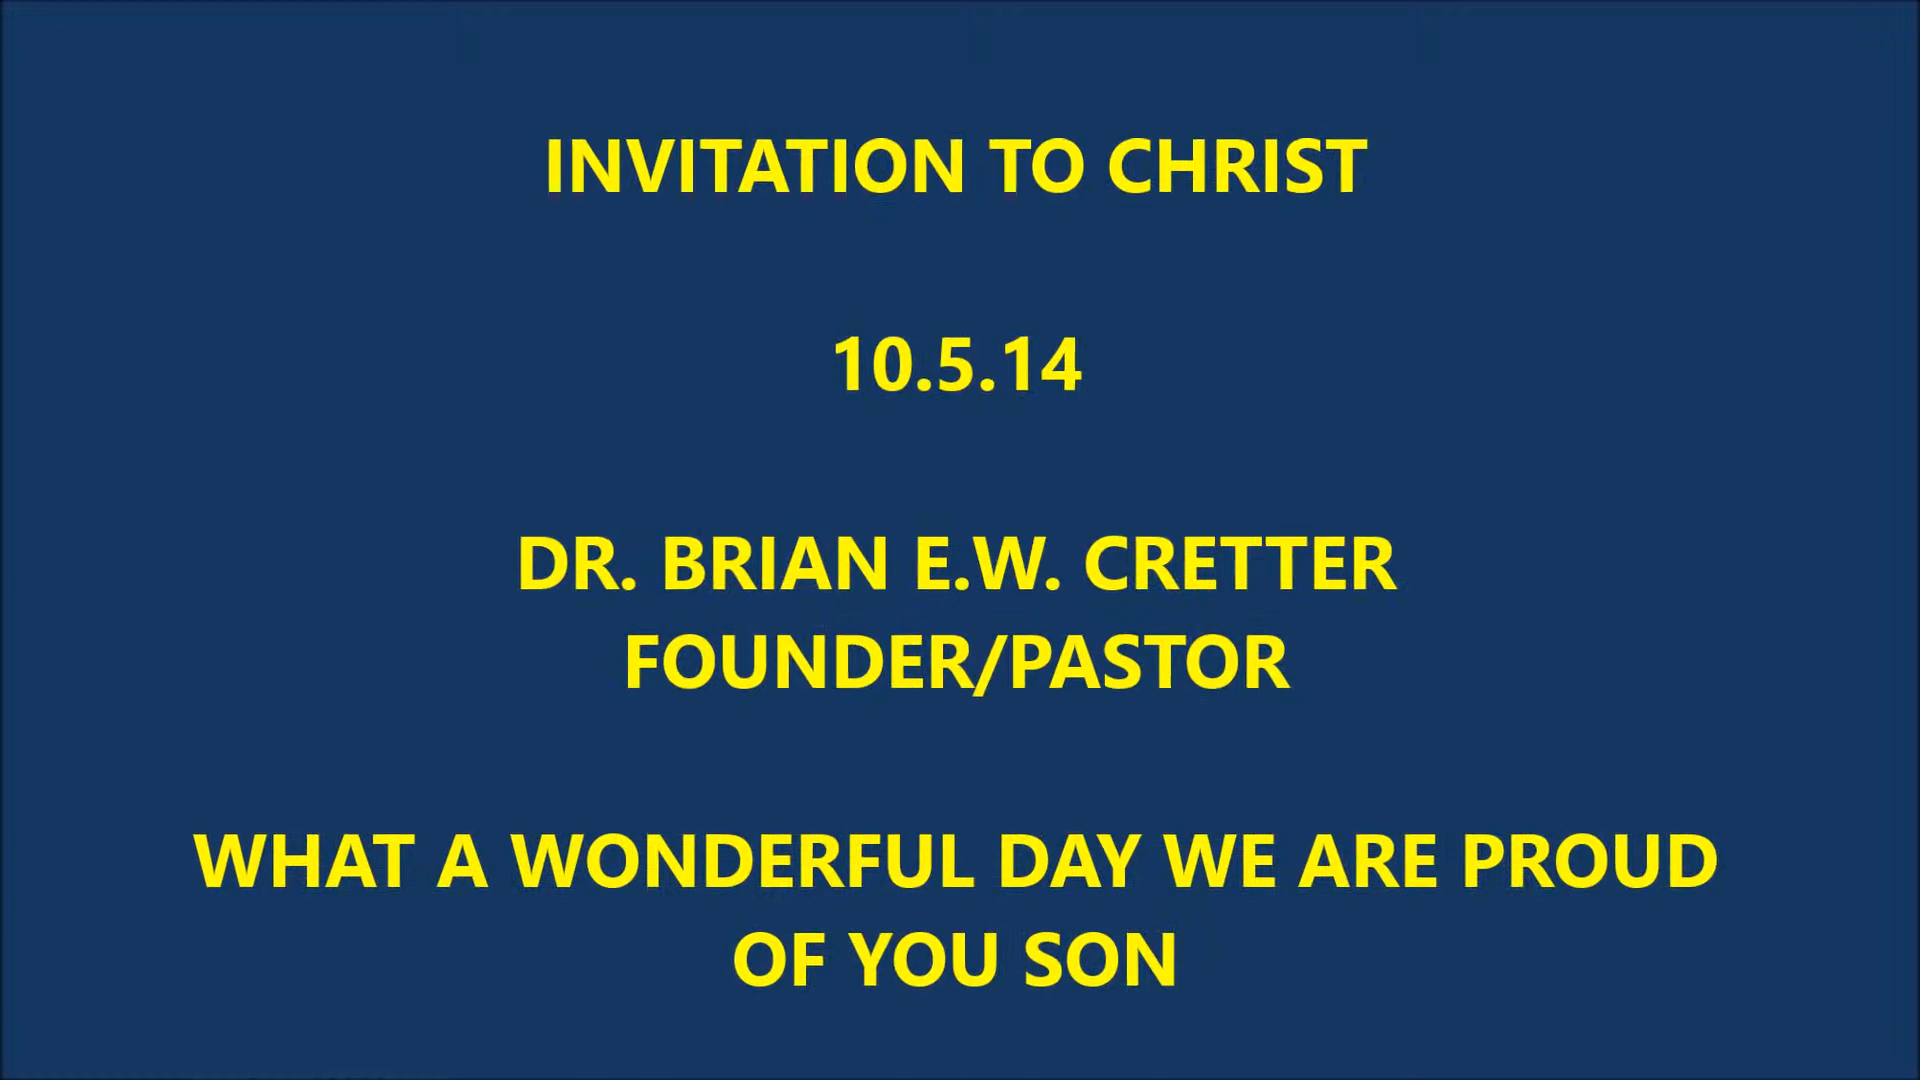 INVITATION TO CHRIST
10.5.14
DR. BRIAN E.W. CRETTER
FOUNDER/PASTOR
WHAT A WONDERFUL DAY WE ARE PROUD
OF YOU SON